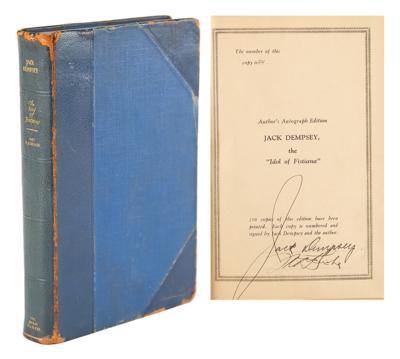 JACK
DEMPSEY
The
Idol of
Fistiana
The number of this
copy is
Author's Autograph Edition
JACK DEMPSEY,
the
"Idol of Fistiana"
copies of this edition have been
printed. Each copy is numbered and
signed by Jack Dempsey and the author.
Jack Dempsey